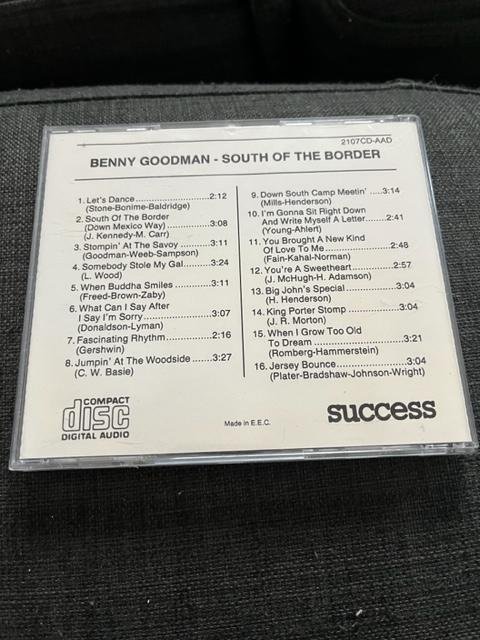 2107CD-AAD
BENNY GOODMAN - SOUTH OF THE BORDER
1. Let's Dance..................2:12
(Stone-Bonime-Baldridge)
2. South Of The Border
(Down Mexico Way)..........3:08
(J. Kennedy-M. Carr)
3. Stompin' At The Savoy......3:11
(Goodman-Weeb-Sampson)
4. Somebody Stole My Gal....3:24
(L. Wood)
5. When Buddha Smiles.......3:11
(Freed-Brown-Zaby)
6. What Can I Say After
I Say I'm Sorry..................3:07
(Donaldson-Lyman)
7. Fascinating Rhythm..........2:16
(Gershwin)
8. Jumpin' At The Woodside...3:27
(C. W. Basie)
9. Down South Camp Meetin' ....3:14
(Mills-Henderson)
10. I'm Gonna Sit Right Down
And Write Myself A Letter......2:41
(Young-Ahlert)
11. You Brought A New Kind
Of Love To Me....................2:48
(Fain-Kahal-Norman)
12. You're A Sweetheart............2:57
(J. McHugh-H. Adamson)
13. Big John's Special...............3:04
(H. Henderson)
14. King Porter Stomp...............3:04
(J. R. Morton)
15. When I Grow Too Old
To Dream...........................3:21
(Romberg-Hammerstein)
16. Jersey Bounce....................3:04
(Plater-Bradshaw-Johnson-Wright)
COMPACT
disc
DIGITAL AUDIO
Made in E.E.C.
success